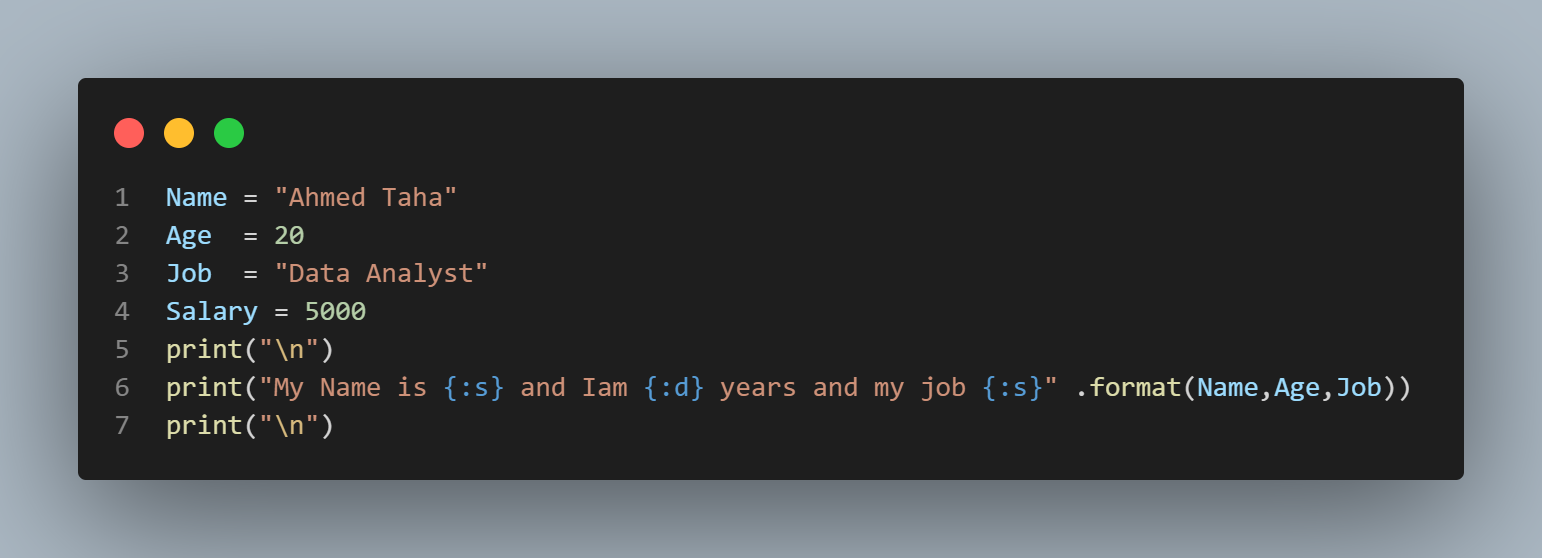 1 Name = "Ahmed Taha"
2 Age  = 20
3 Job  = "Data Analyst"
4 Salary = 5000
5 print("\n")
6 print("My Name is {:s} and Iam {:d} years and my job {:s}" .format(Name,Age,Job))
7 print("\n")